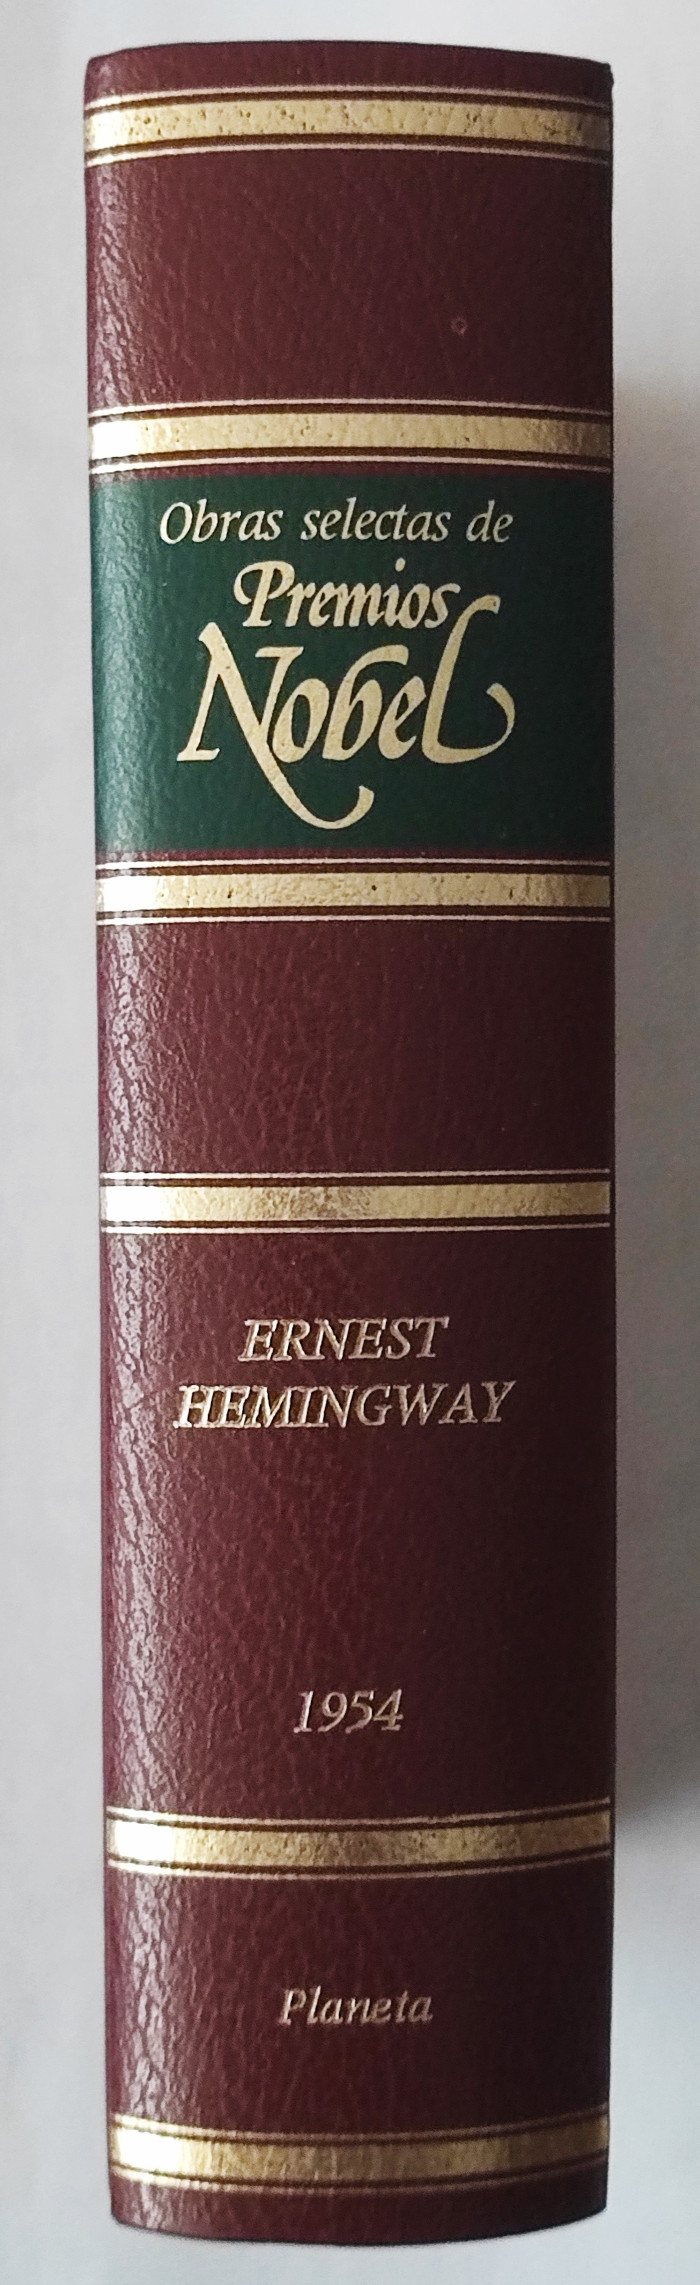 Obras selectas de
Premios
Nobel
ERNEST
HEMINGWAY
1954
Planeta